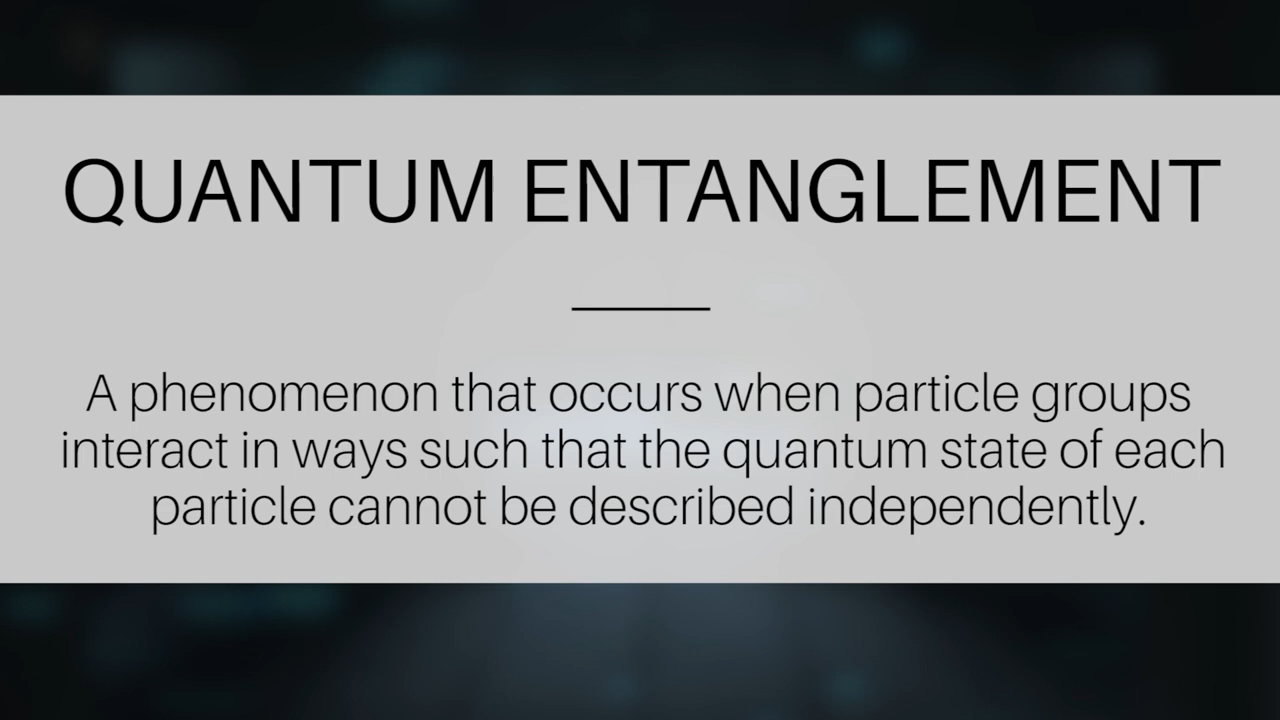 QUANTUM ENTANGLEMENT
A phenomenon that occurs when particle groups
interact in ways such that the quantum state of each
particle cannot be described independently.